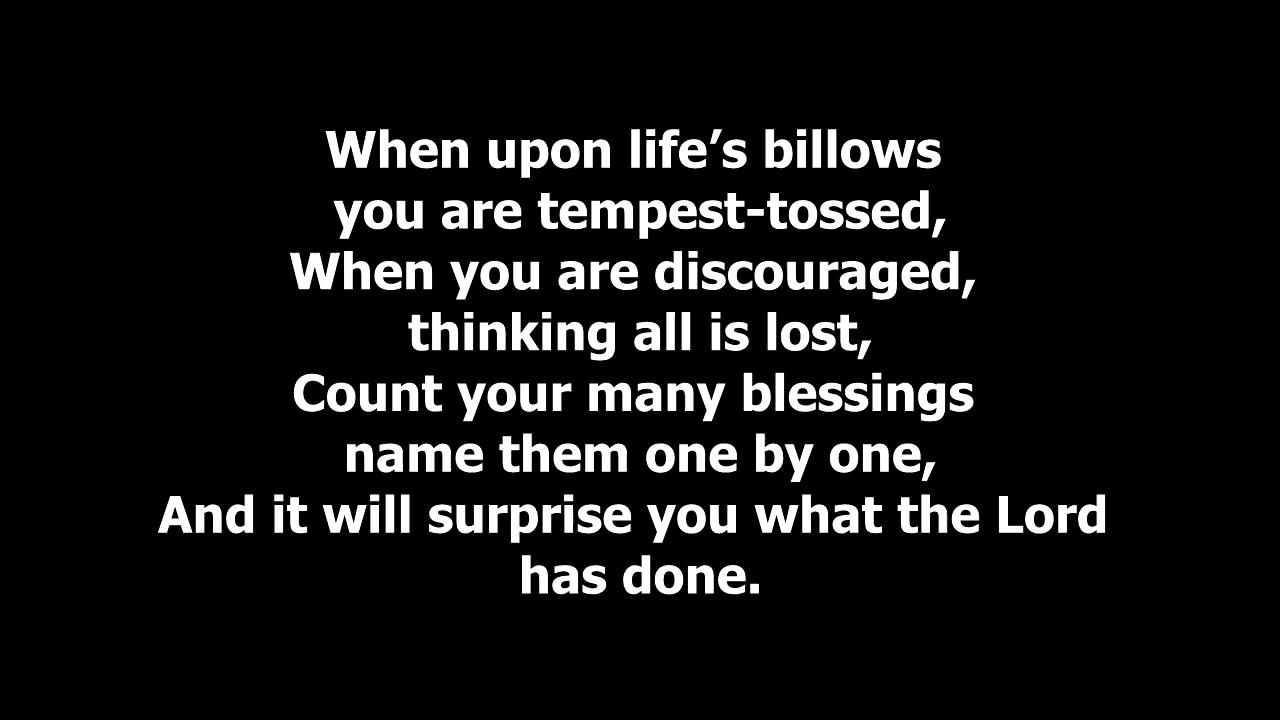 When upon life’s billows
you are tempest-tossed,
When you are discouraged,
thinking all is lost,
Count your many blessings
name them one by one,
And it will surprise you what the Lord
has done.